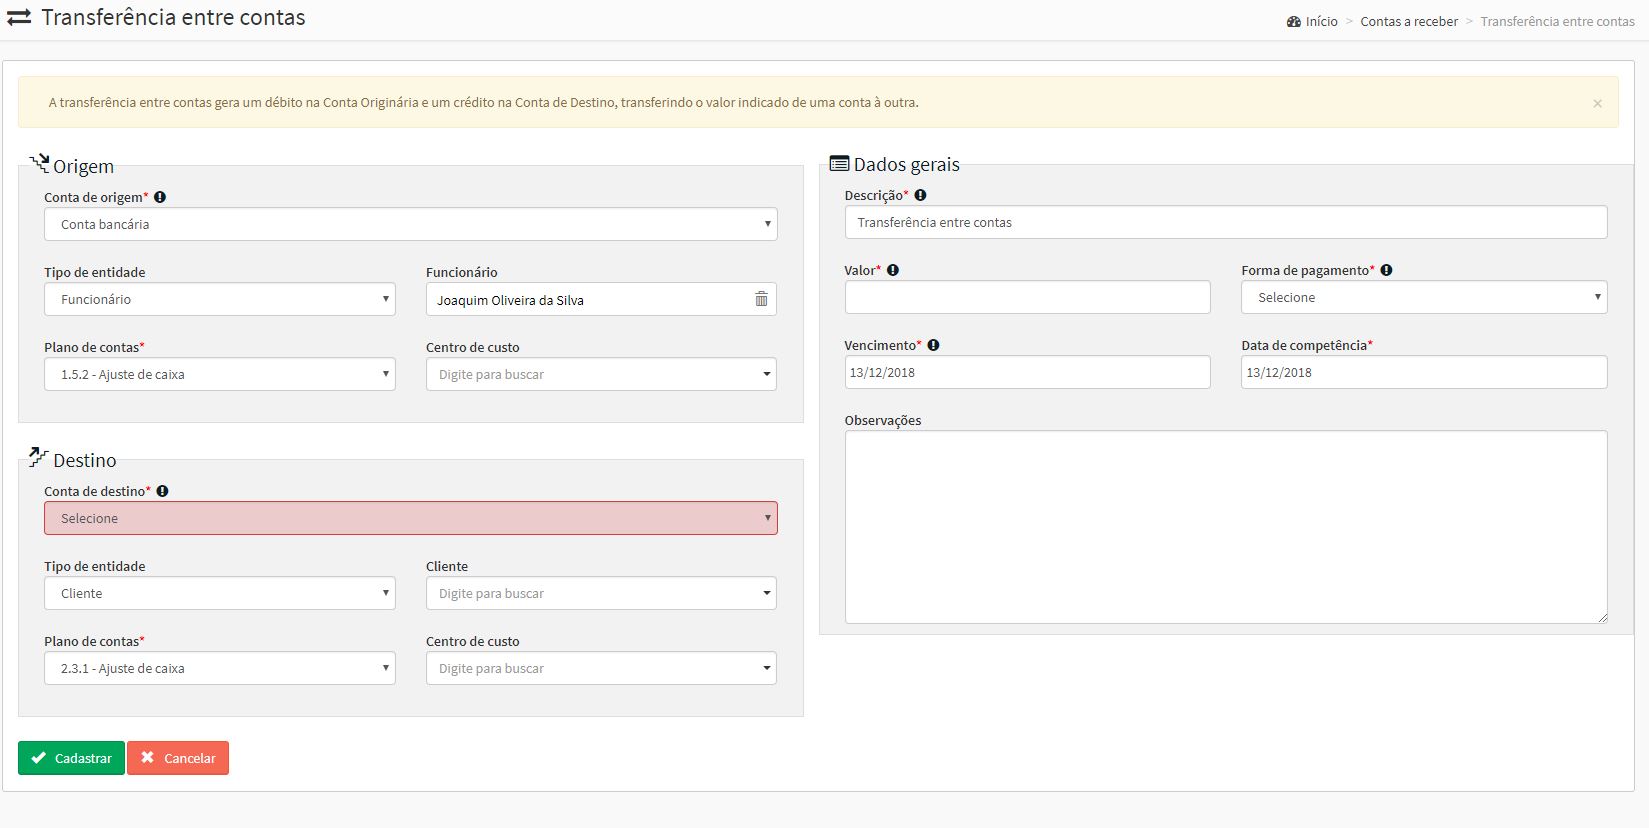 Transferência entre contas
Início > Contas a receber > Transferência entre contas
A transferência entre contas gera um débito na Conta Originária e um crédito na Conta de Destino, transferindo o valor indicado de uma conta à outra. ×
Origem
Conta de origem*
Conta bancária
Tipo de entidade Funcionário
Funcionário Joaquim Oliveira da Silva
Plano de contas* Centro de custo
1.5.2 - Ajuste de caixa Digite para buscar
Destino
Conta de destino*
Selecione
Tipo de entidade Cliente
Cliente Digite para buscar
Plano de contas* Centro de custo
2.3.1 - Ajuste de caixa Digite para buscar
Dados gerais
Descrição*
Transferência entre contas
Valor* Forma de pagamento*
Selecione
Vencimento* Data de competência*
13/12/2018 13/12/2018
Observações
Cadastrar Cancelar